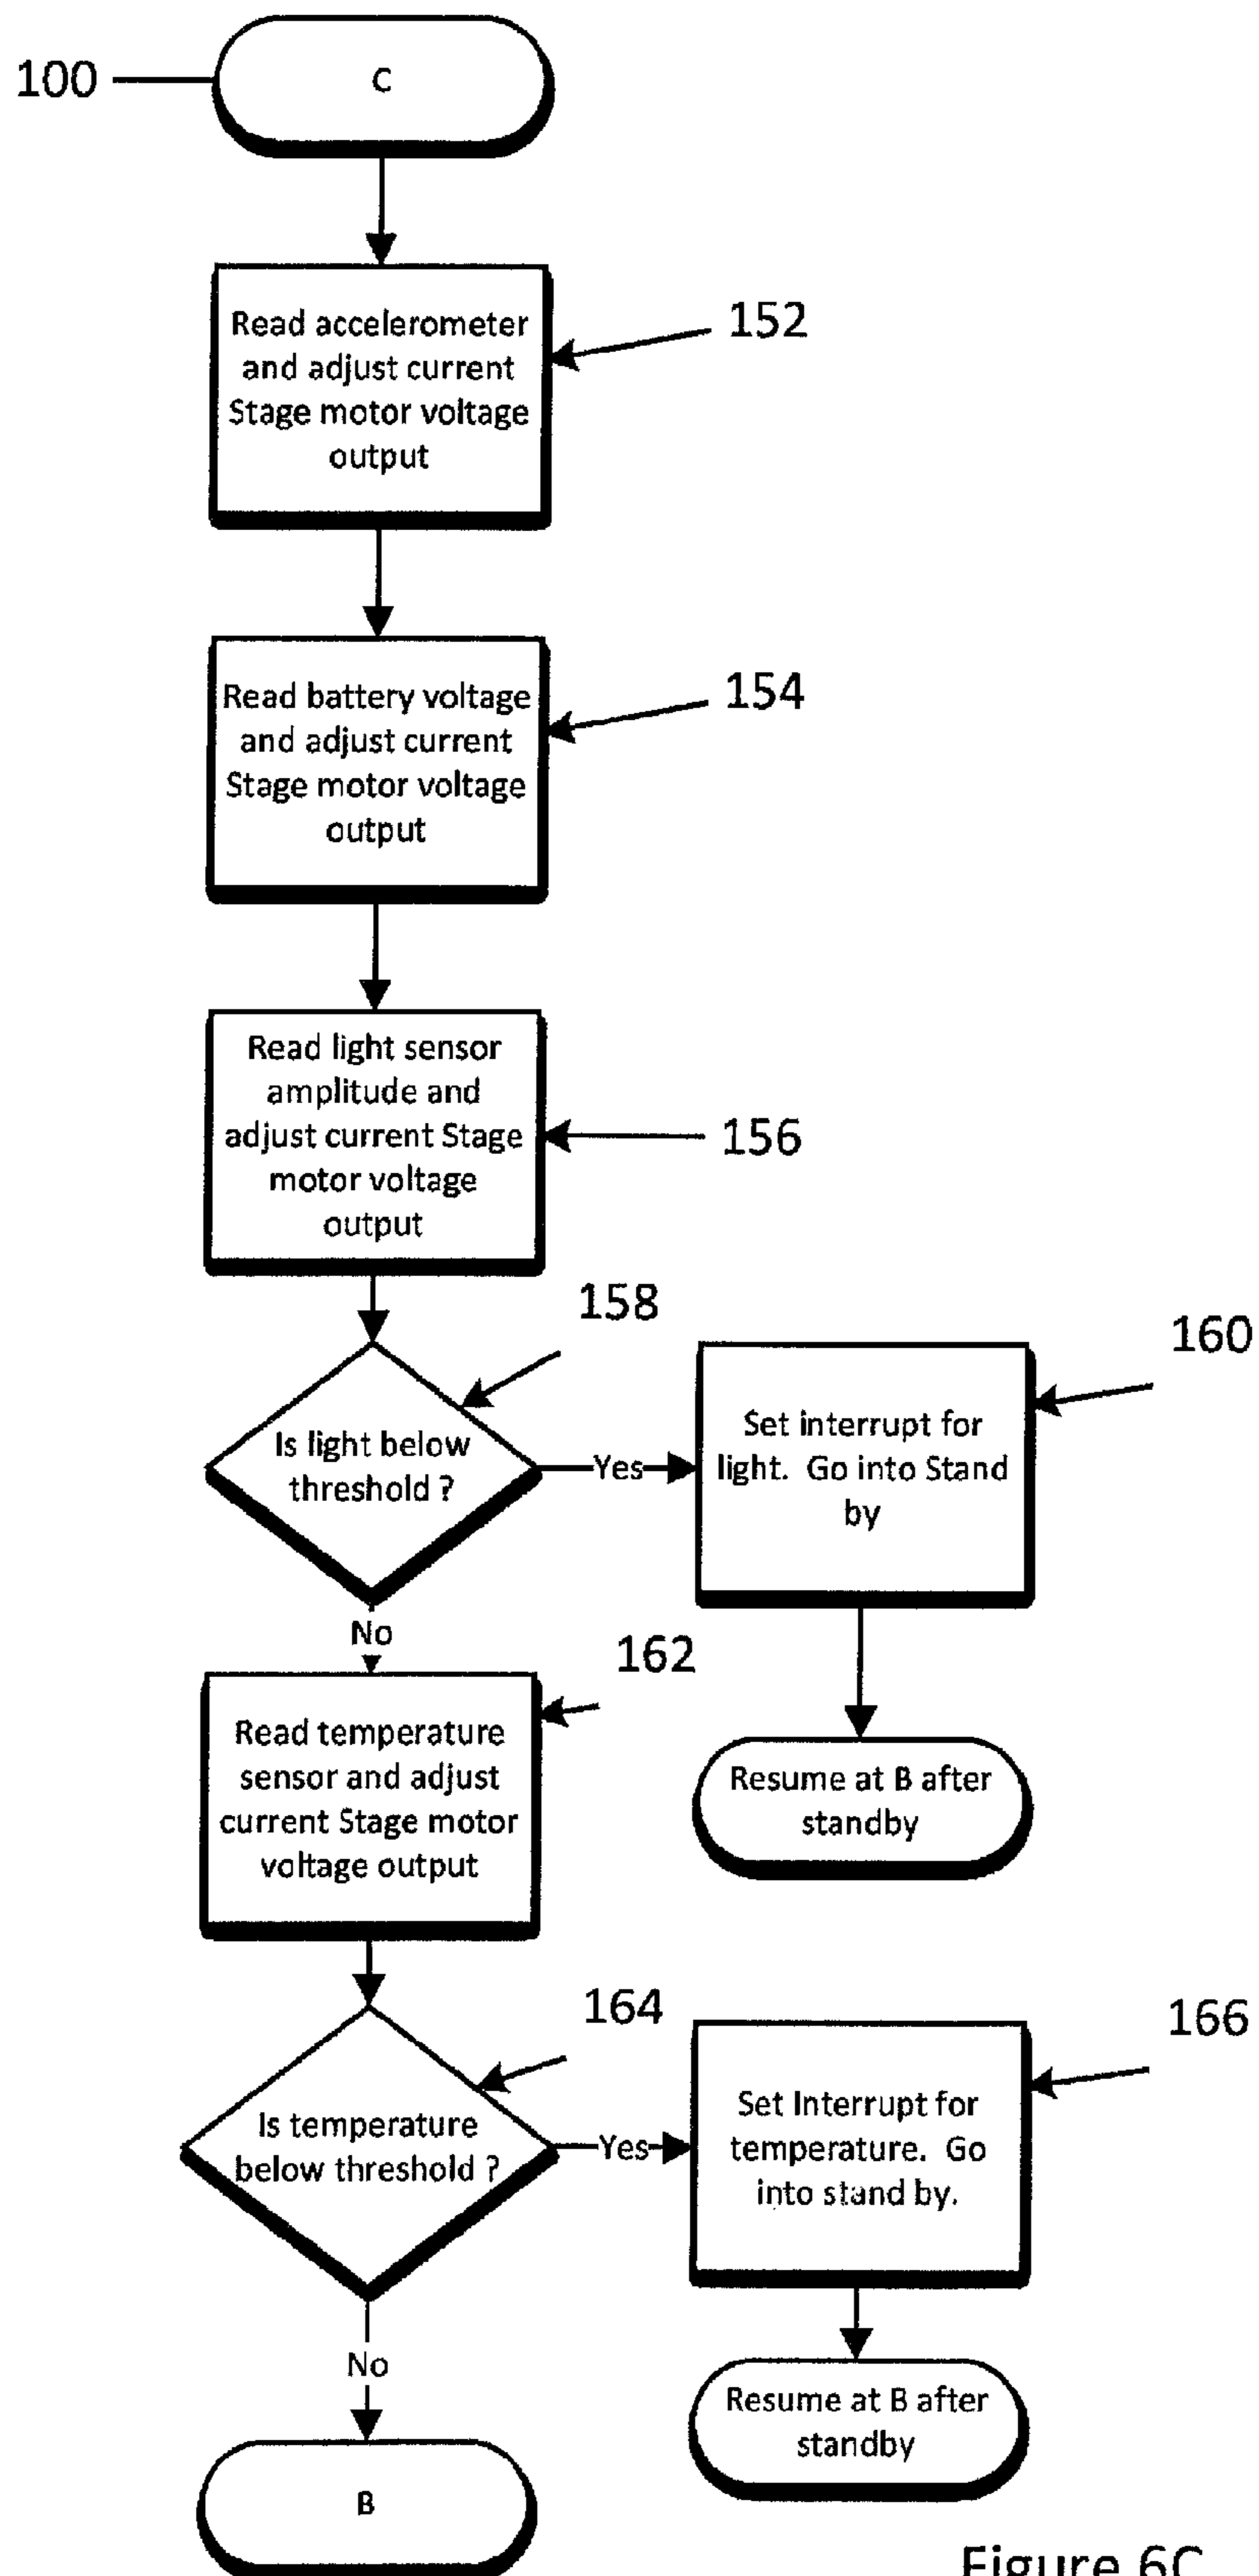 100
C
Read accelerometer
and adjust current
Stage motor voltage
output
152
Read battery voltage
and adjust current
Stage motor voltage
output
154
Read light sensor
amplitude and
adjust current Stage
motor voltage
output
156
158
Is light below
threshold ?
Yes
160
Set interrupt for
light. Go into Stand
by
No
162
Read temperature
sensor and adjust
current Stage motor
voltage output
Resume at B after
standby
164
Is temperature
below threshold ?
Yes
166
Set Interrupt for
temperature. Go
into stand by.
No
Resume at B after
standby
B
Figure 6C